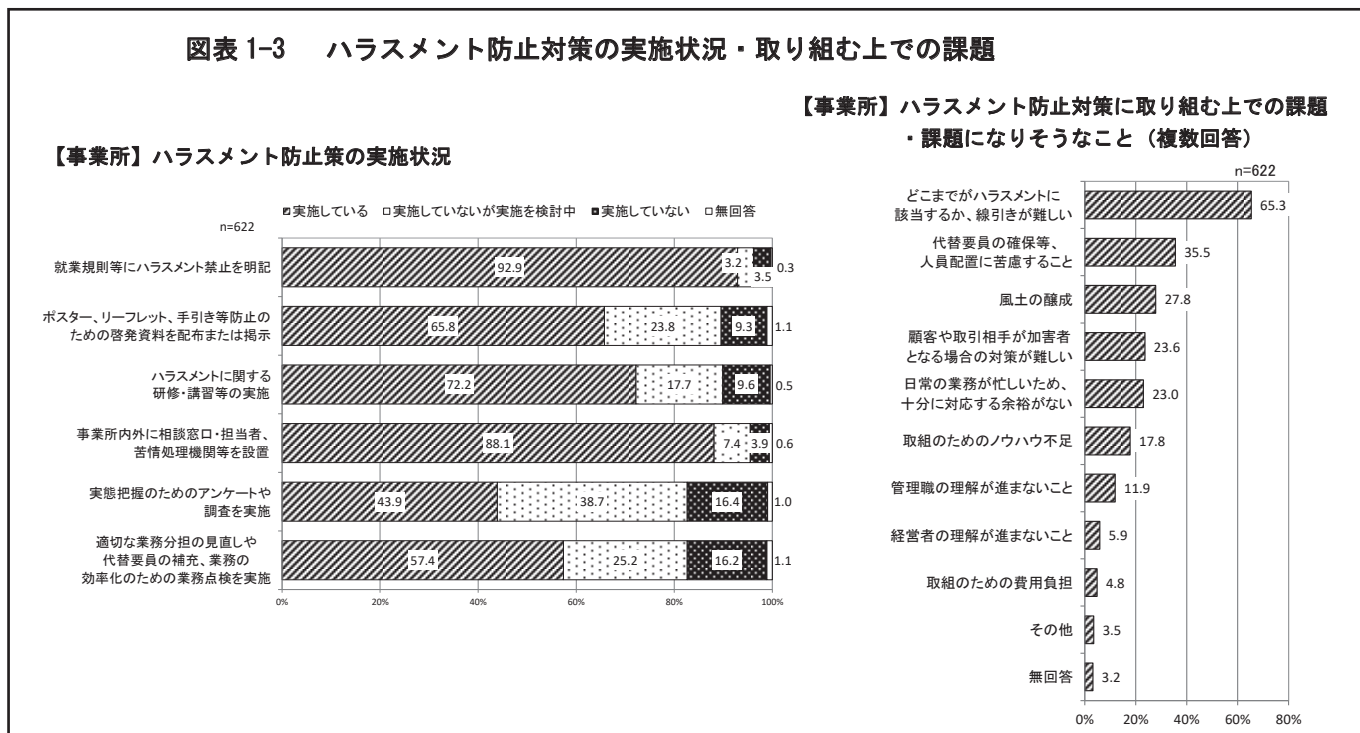 図表 1-3 ハラスメント防止対策の実施状況・取り組む上での課題
【事業所】ハラスメント防止策の実施状況
実施している 実施していないが実施を検討中 実施していない 無回答
n=622
就業規則等にハラスメント禁止を明記
92.9 3.2 3.5 0.3
ポスター、リーフレット、手引き等防止の
ための啓発資料を配布または掲示
65.8 23.8 9.3 1.1
ハラスメントに関する
研修・講習等の実施
72.2 17.7 9.6 0.5
事業所内外に相談窓口・担当者、
苦情処理機関等を設置
88.1 7.4 3.9 0.6
実態把握のためのアンケートや
調査を実施
43.9 38.7 16.4 1.0
適切な業務分担の見直しや
代替要員の補充、業務の
効率化のための業務点検を実施
57.4 25.2 16.2 1.1
0% 20% 40% 60% 80% 100%
【事業所】ハラスメント防止対策に取り組む上での課題
・課題になりそうなこと（複数回答）
n=622
どこまでがハラスメントに
該当するか、線引きが難しい
65.3
代替要員の確保等、
人員配置に苦慮すること
35.5
風土の醸成
27.8
顧客や取引相手が加害者
となる場合の対策が難しい
23.6
日常の業務が忙しいため、
十分に対応する余裕がない
23.0
取組のためのノウハウ不足
17.8
管理職の理解が進まないこと
11.9
経営者の理解が進まないこと
5.9
取組のための費用負担
4.8
その他
3.5
無回答
3.2
0% 20% 40% 60% 80%